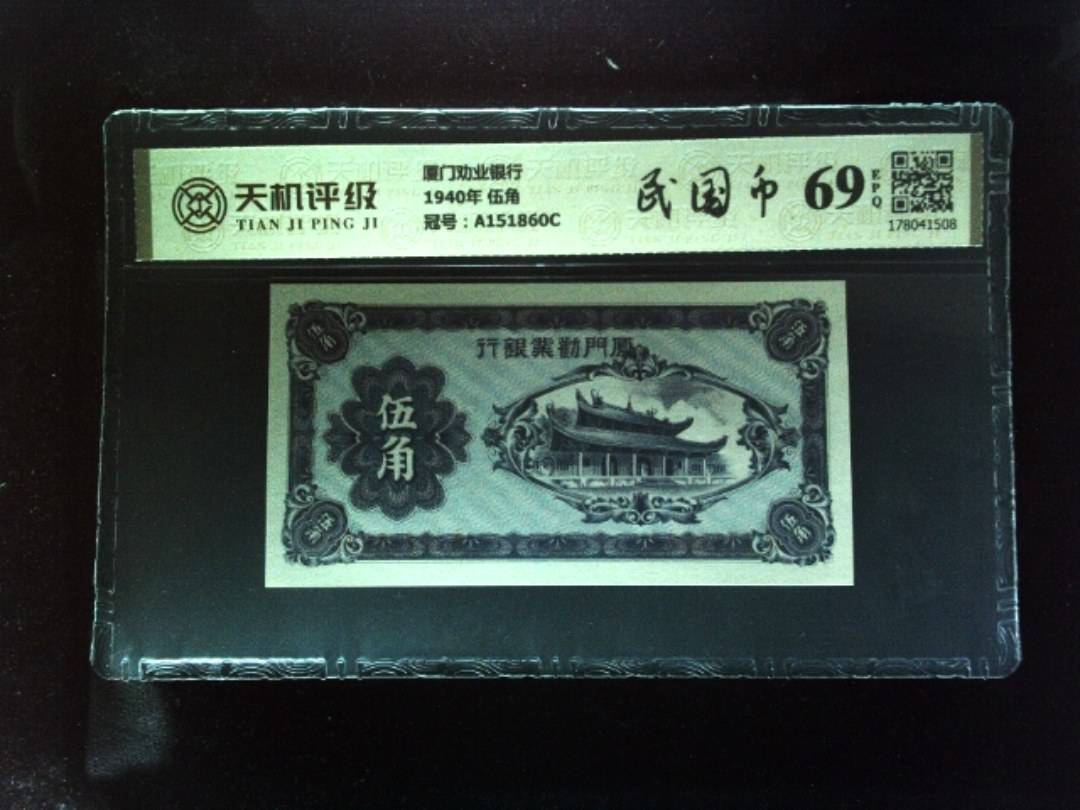 天机评级
TIAN JI PING JI
厦门劝业银行
1940年 伍角
冠号：A151860C
民国币
69
EPQ
178041508
行銀業勸門厦
伍角
伍角
伍角
伍角
伍角